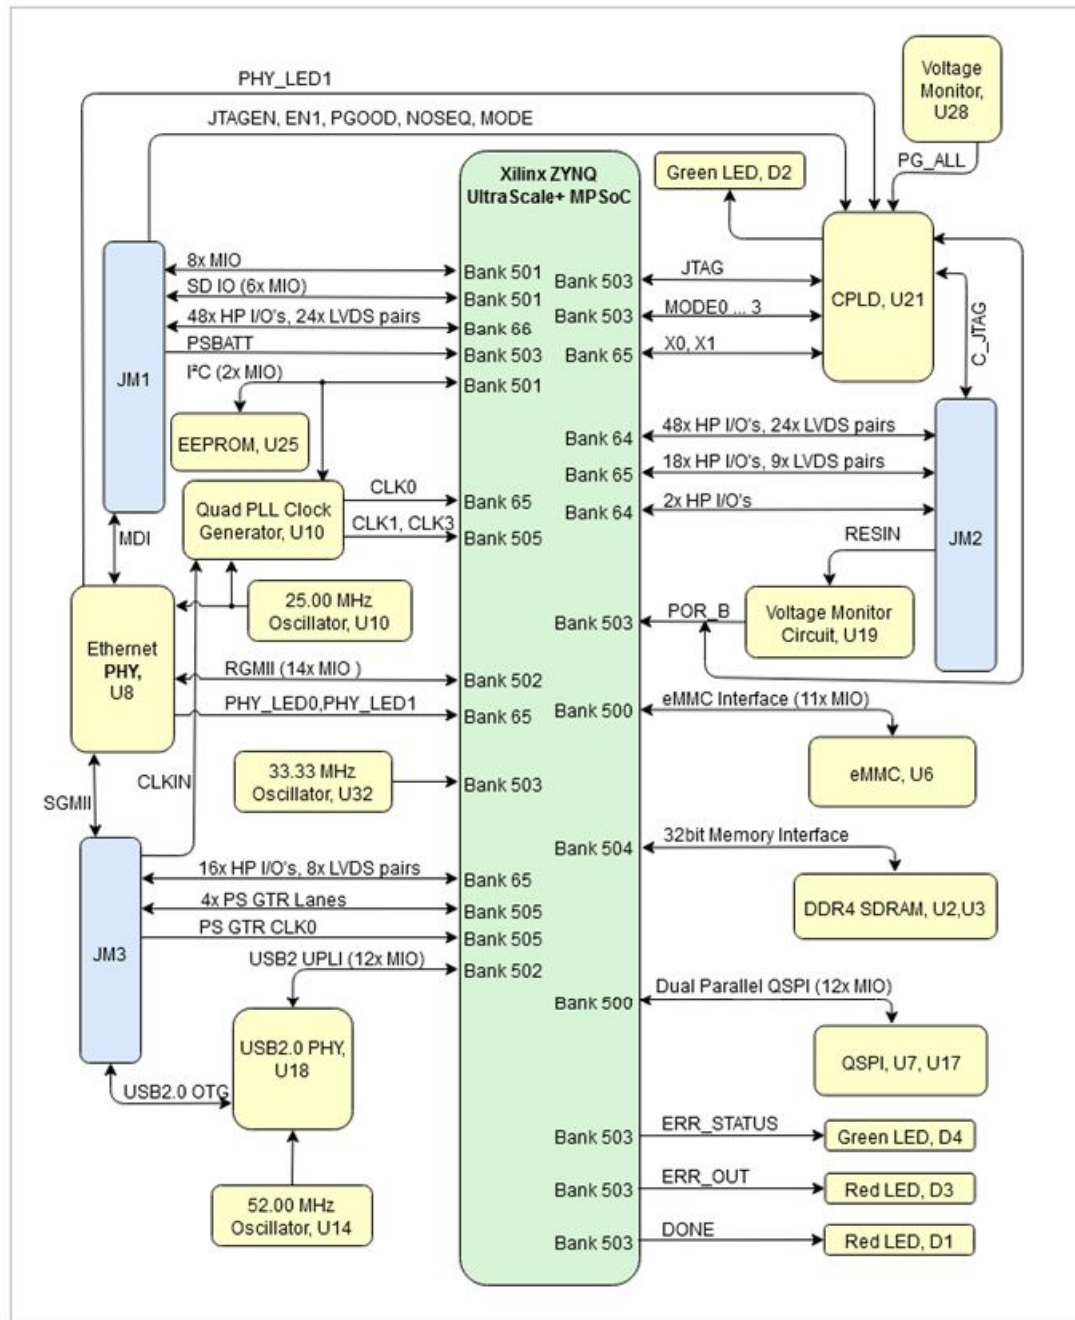 PHY_LED1
JTAGEN, EN1, PGOOD, NOSEQ, MODE
Voltage
Monitor,
U28
PG_ALL
Xilinx ZYNQ
UltraScale+ MPSoC
Green LED, D2
CPLD, U21
C_JTAG
JM1
8x MIO
Bank 501
SD IO (6x MIO)
Bank 501
48x HP I/O's, 24x LVDS pairs
Bank 66
PSBATT
Bank 503
I²C (2x MIO)
Bank 501
Bank 503
JTAG
Bank 503
MODE0 ... 3
Bank 65
X0, X1
EEPROM, U25
Quad PLL Clock
Generator, U10
CLK0
Bank 65
CLK1, CLK3
Bank 505
Bank 64
48x HP I/O's, 24x LVDS pairs
Bank 65
18x HP I/O's, 9x LVDS pairs
Bank 64
2x HP I/O's
JM2
RESIN
MDI
25.00 MHz
Oscillator, U10
Ethernet
PHY,
U8
Bank 503
POR_B
Voltage Monitor
Circuit, U19
RGMII (14x MIO )
Bank 502
PHY_LED0,PHY_LED1
Bank 65
Bank 500
eMMC Interface (11x MIO)
eMMC, U6
33.33 MHz
Oscillator, U32
Bank 503
CLKIN
SGMII
Bank 504
32bit Memory Interface
DDR4 SDRAM, U2,U3
JM3
16x HP I/O's, 8x LVDS pairs
Bank 65
4x PS GTR Lanes
Bank 505
PS GTR CLK0
Bank 505
USB2 UPLI (12x MIO)
Bank 502
Bank 500
Dual Parallel QSPI (12x MIO)
QSPI, U7, U17
USB2.0 PHY,
U18
USB2.0 OTG
52.00 MHz
Oscillator, U14
Bank 503
ERR_STATUS
Green LED, D4
Bank 503
ERR_OUT
Red LED, D3
Bank 503
DONE
Red LED, D1